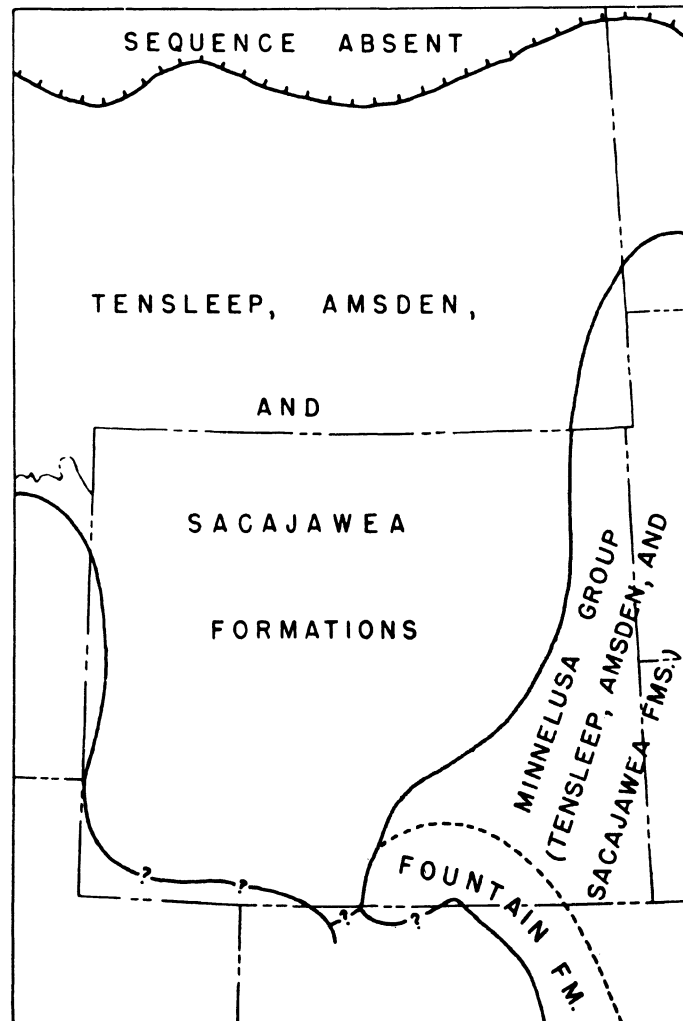 SEQUENCE ABSENT
TENSLEEP, AMSDEN,
AND
SACAJAWEA
FORMATIONS
MINNELUSA GROUP
(TENSLEEP, AMSDEN, AND
SACAJAWEA FMS.)
FOUNTAIN FM.
?
?
?
?